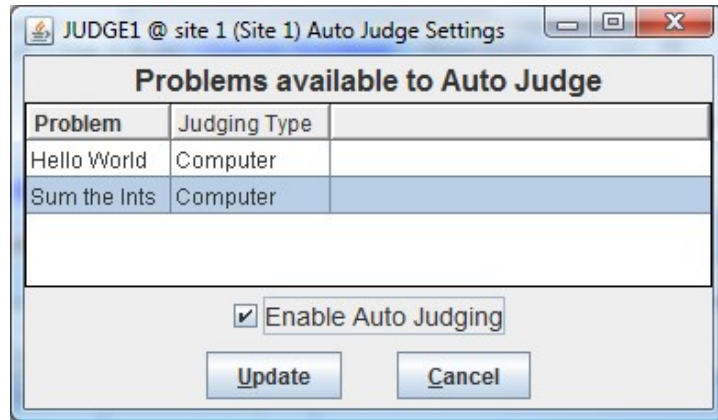 JUDGE1 @ site 1 (Site 1) Auto Judge Settings
Problems available to Auto Judge
Problem Judging Type
Hello World Computer
Sum the Ints Computer
Enable Auto Judging
Update Cancel